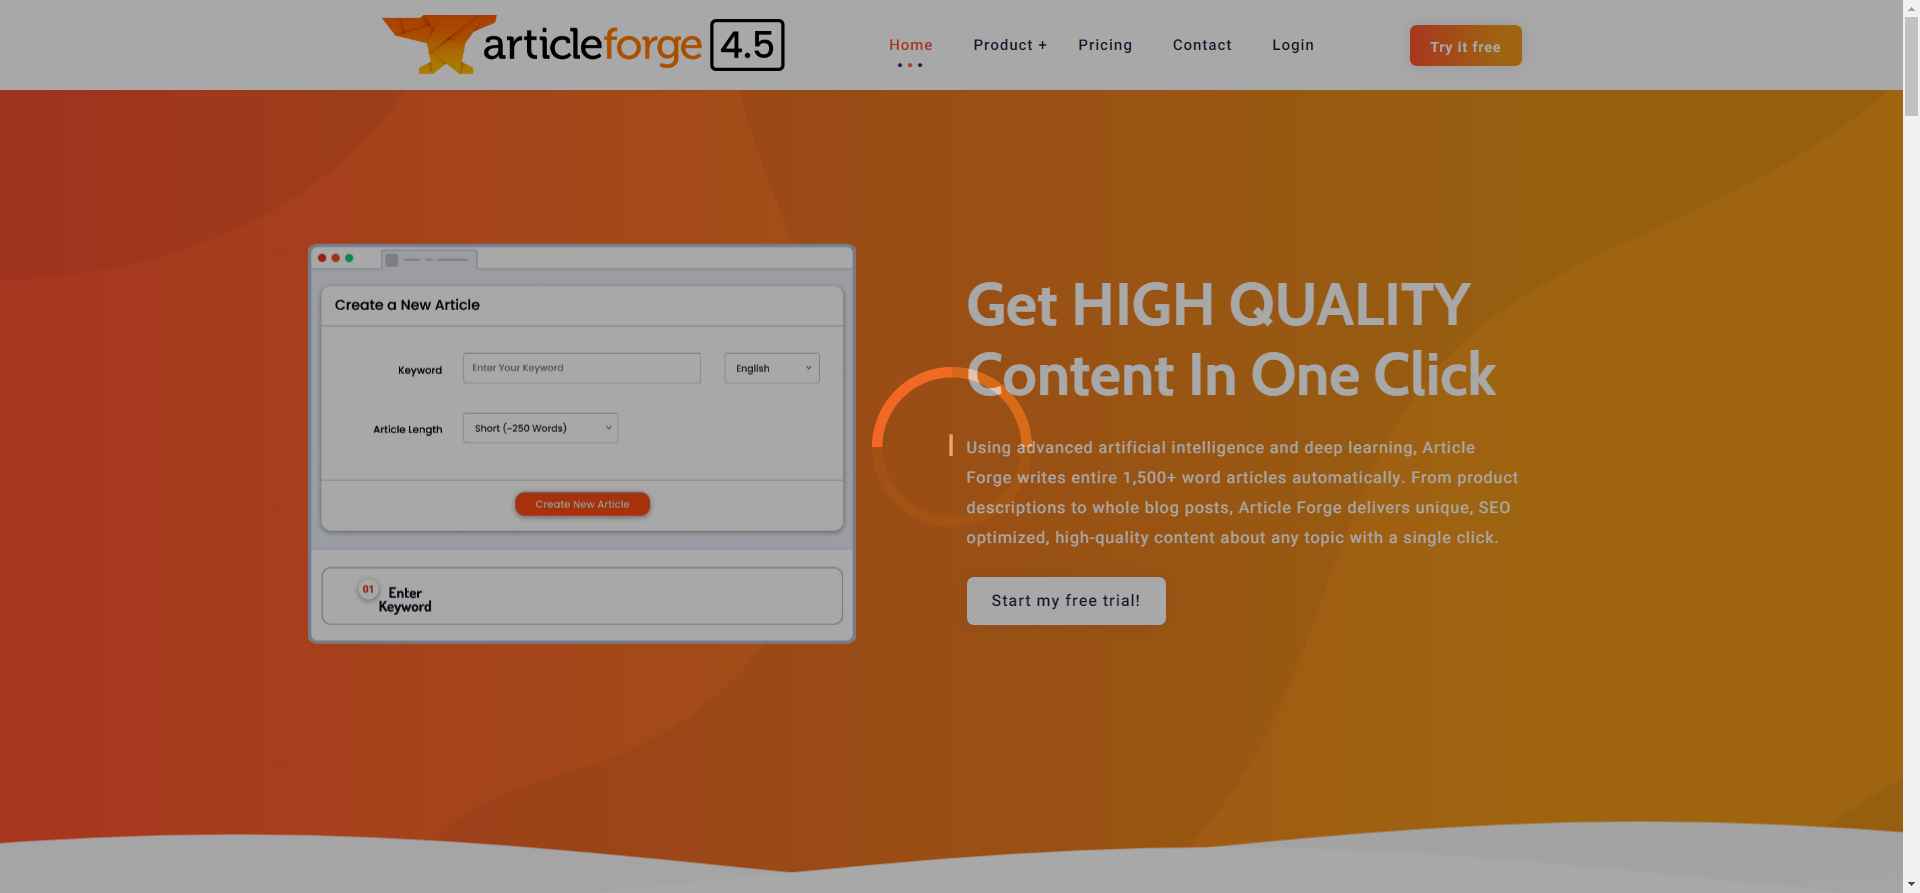 articleforge 4.5
Home Product + Pricing Contact Login Try it free
Create a New Article
Keyword Enter Your Keyword English
Article Length Short (~250 Words)
Create New Article
01 Enter
Keyword
Get HIGH QUALITY
Content In One Click
Using advanced artificial intelligence and deep learning, Article
Forge writes entire 1,500+ word articles automatically. From product
descriptions to whole blog posts, Article Forge delivers unique, SEO
optimized, high-quality content about any topic with a single click.
Start my free trial!